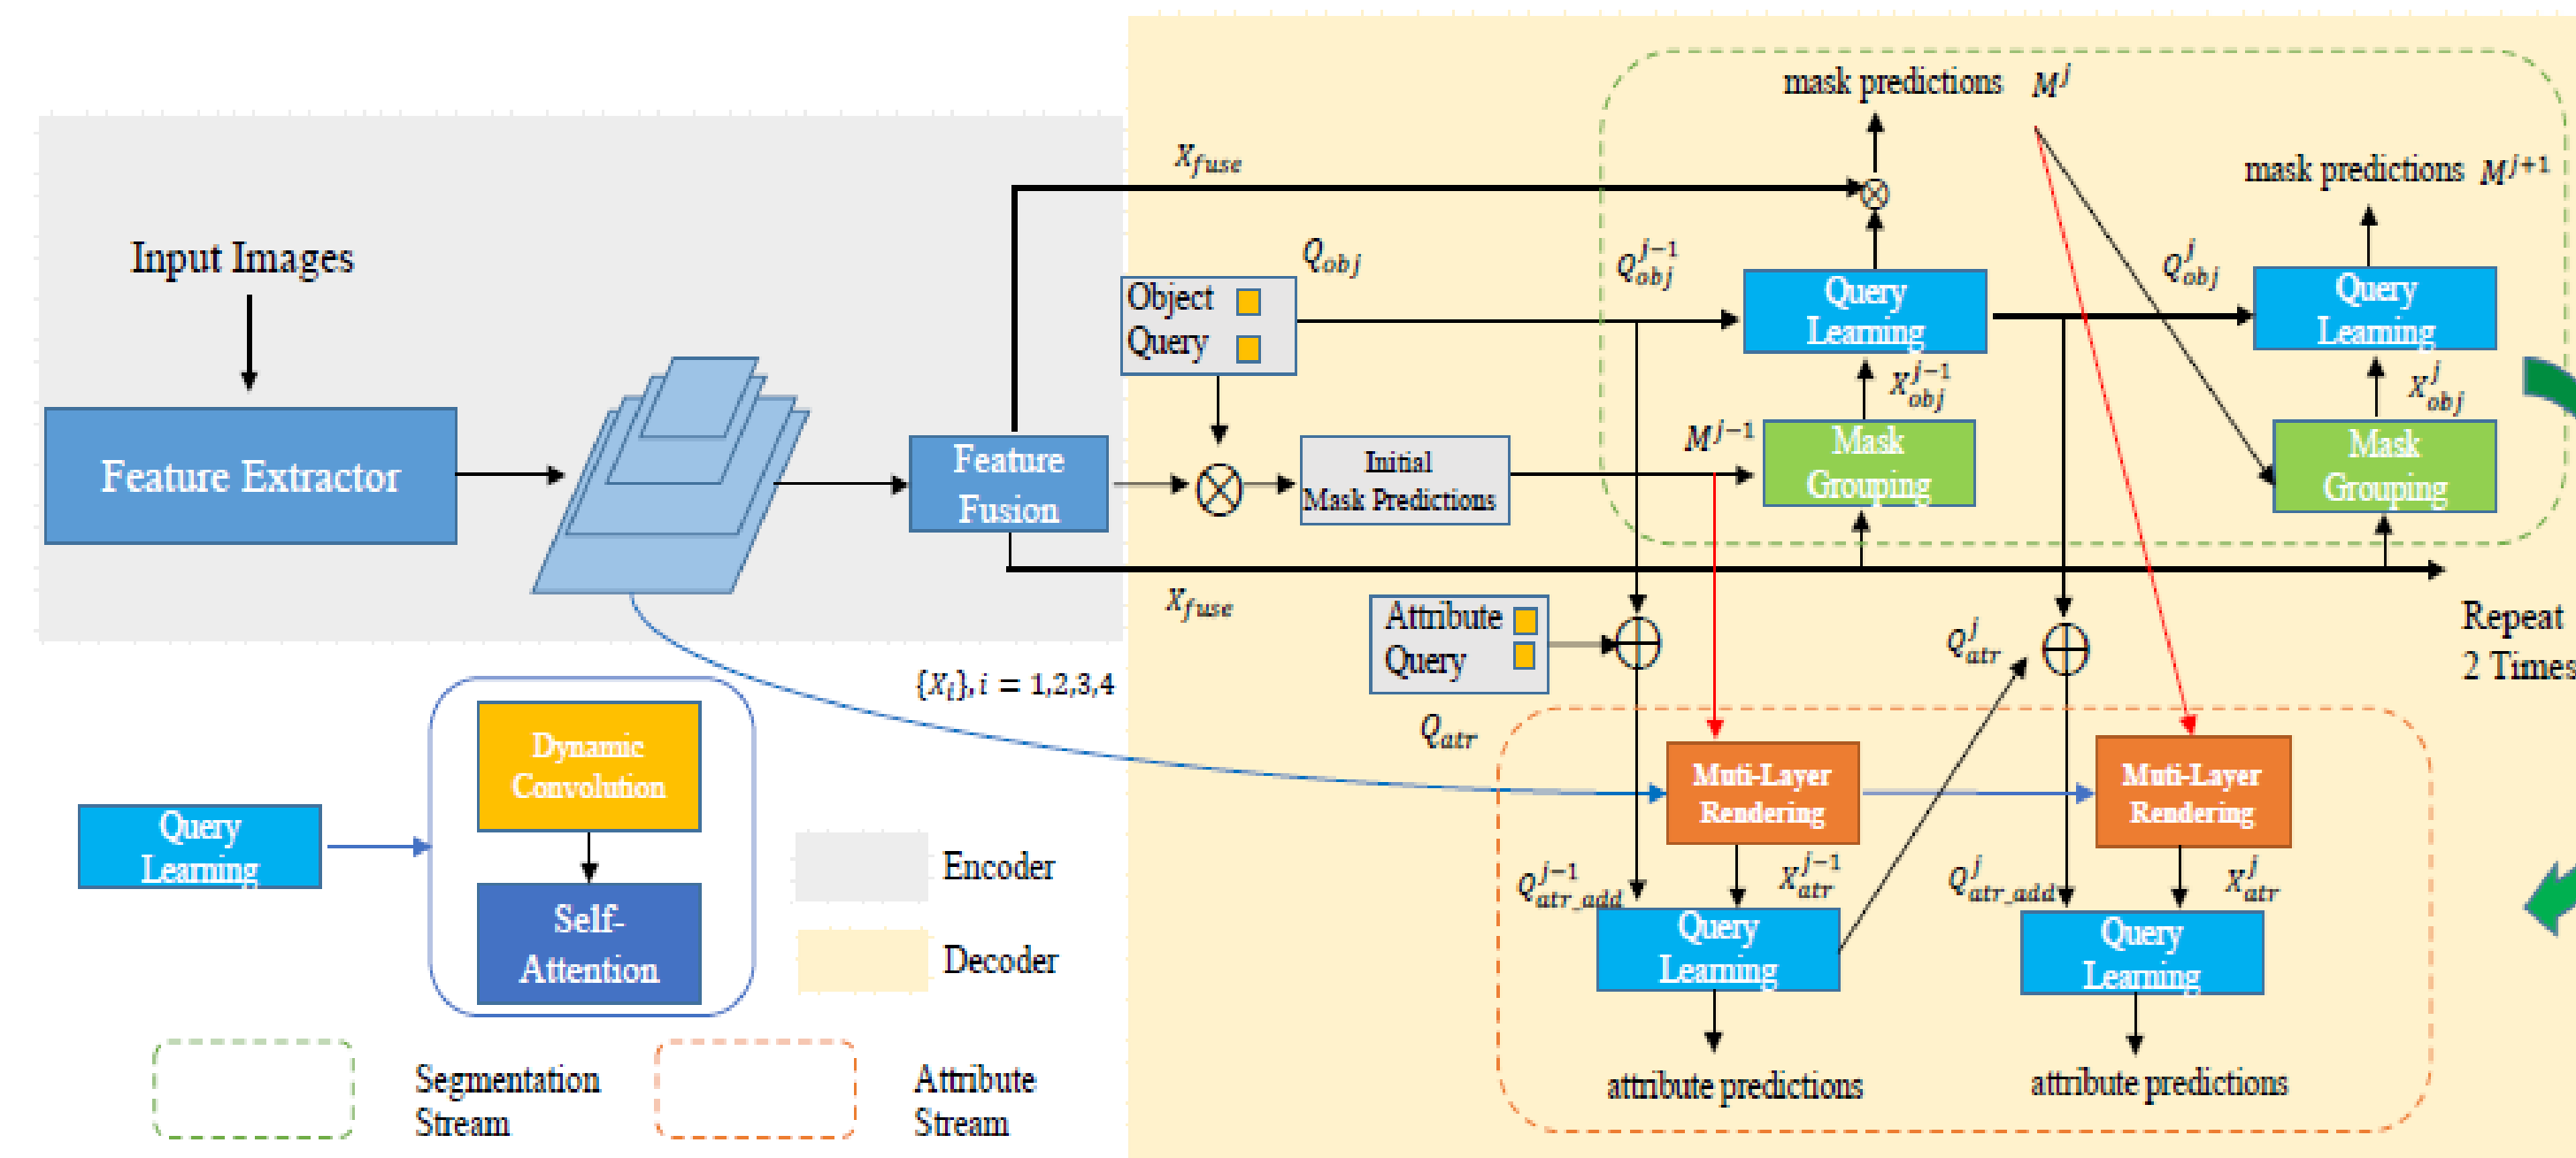 Input Images
Feature Extractor
Feature
Fusion
{X_i}, i = 1,2,3,4
X_fuse
X_fuse
Object
Query
Q_obj
Initial
Mask Predictions
Attribute
Query
Q_atr
mask predictions M^j
Q_obj^{j-1}
Query
Learning
X_obj^{j-1}
M^{j-1}
Mask
Grouping
mask predictions M^{j+1}
Q_obj^j
Query
Learning
X_obj^j
Mask
Grouping
Repeat
2 Times
Q_atr^j
Muti-Layer
Rendering
Muti-Layer
Rendering
Q_atr_add^{j-1}
X_atr^{j-1}
Q_atr_add^j
X_atr^j
Query
Learning
Query
Learning
attribute predictions
attribute predictions
Query
Learning
Dynamic
Convolution
Self-
Attention
Encoder
Decoder
Segmentation
Stream
Attribute
Stream